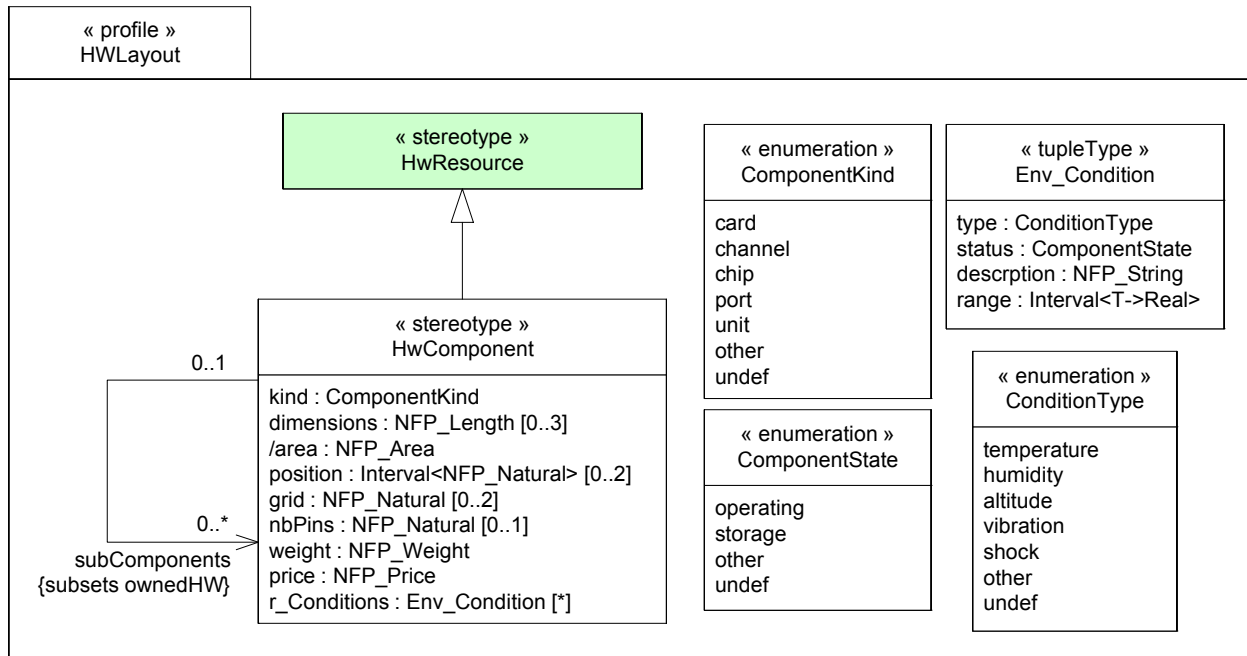 « profile »
HWLayout
« stereotype »
HwResource
« stereotype »
HwComponent
kind : ComponentKind
dimensions : NFP_Length [0..3]
/area : NFP_Area
position : Interval<NFP_Natural> [0..2]
grid : NFP_Natural [0..2]
nbPins : NFP_Natural [0..1]
weight : NFP_Weight
price : NFP_Price
r_Conditions : Env_Condition [*]
0..1
0..*
subComponents
{subsets ownedHW}
« enumeration »
ComponentKind
card
channel
chip
port
unit
other
undef
« tupleType »
Env_Condition
type : ConditionType
status : ComponentState
descrption : NFP_String
range : Interval<T->Real>
« enumeration »
ComponentState
operating
storage
other
undef
« enumeration »
ConditionType
temperature
humidity
altitude
vibration
shock
other
undef